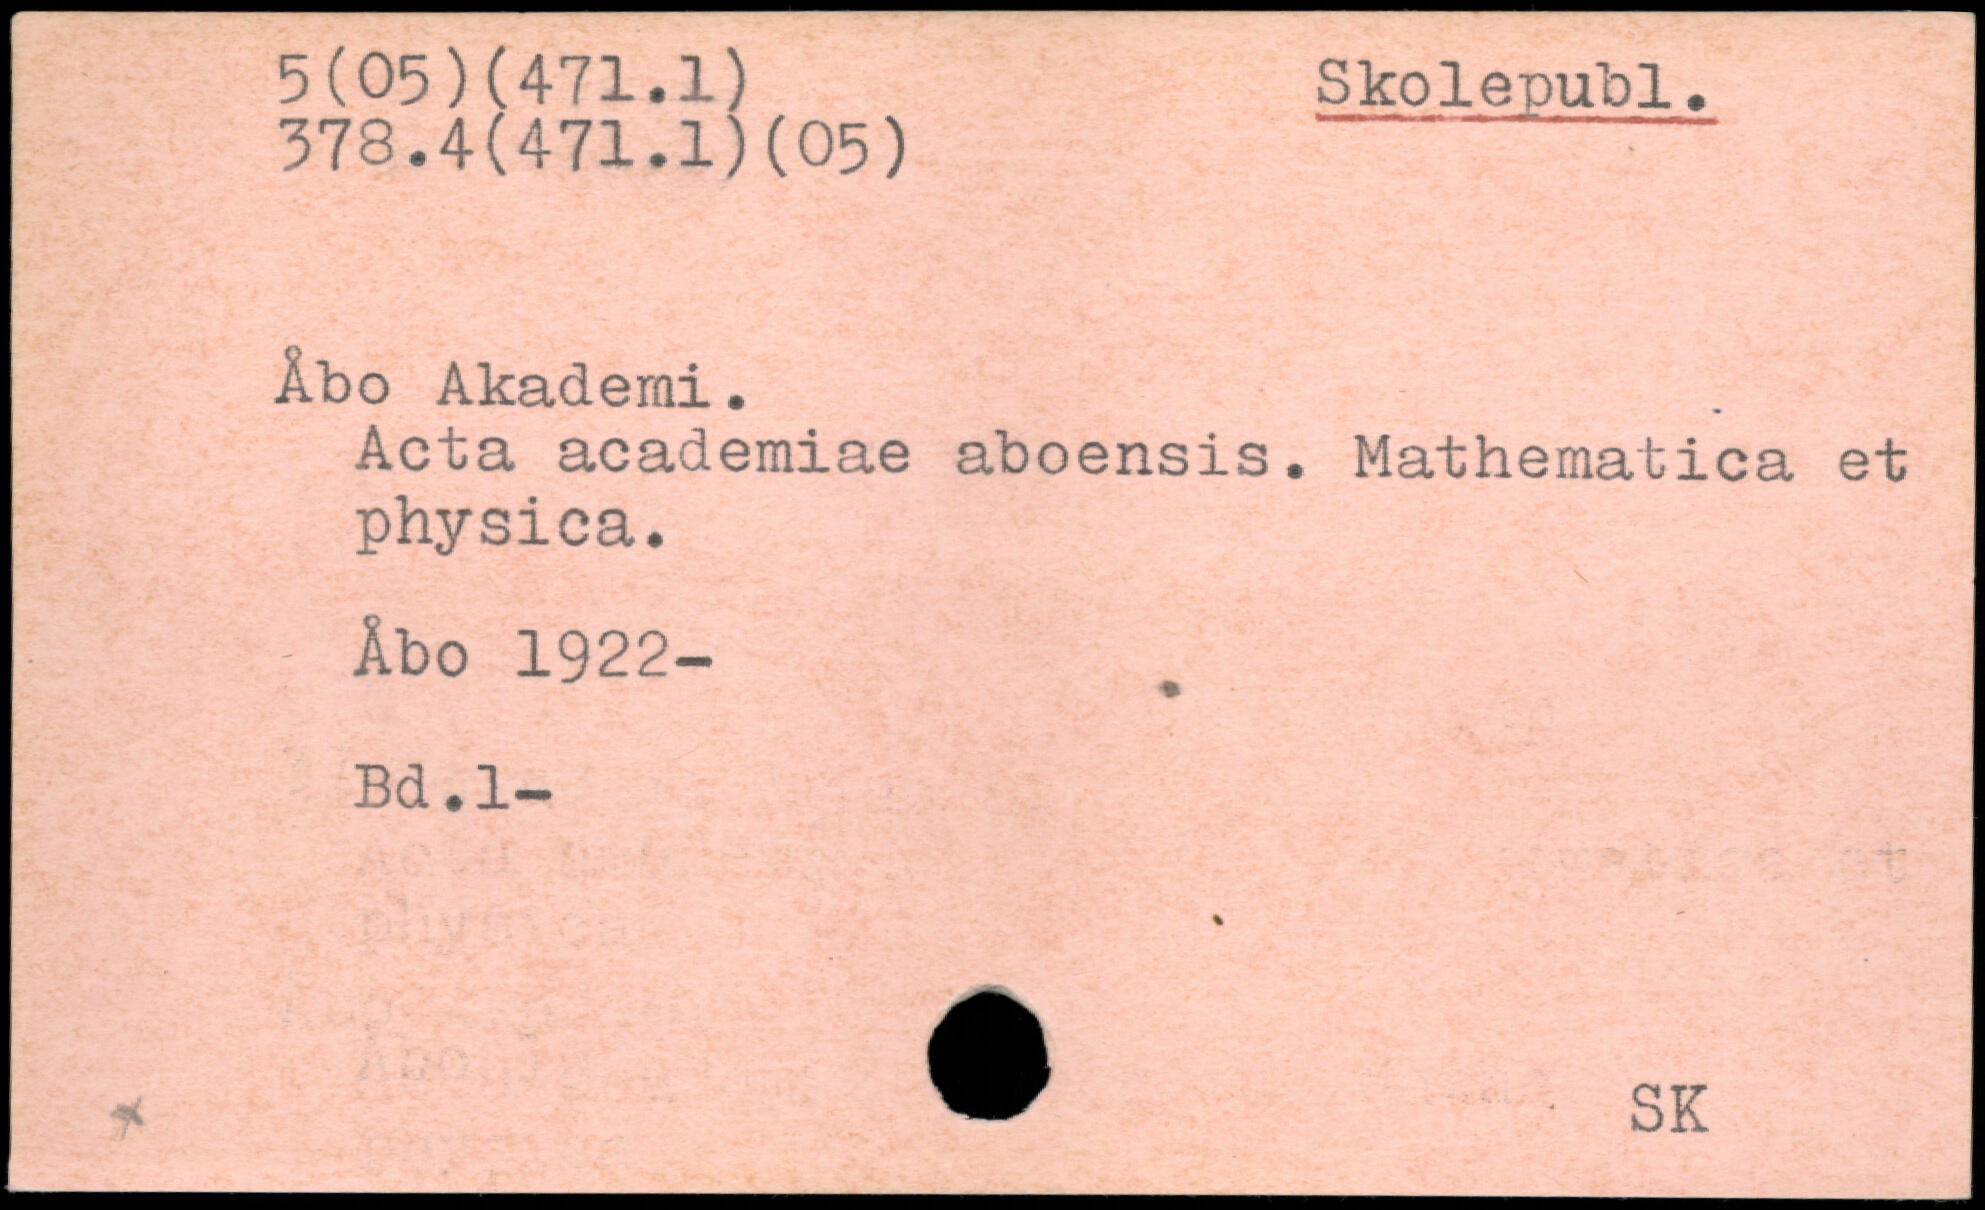 5(05)(471.1)
Skolepubl.
378.4(471.1)(05)
Åbo Akademi.
Acta academiae aboensis. Mathematica et
physica.
Åbo 1922-
Bd.1-
SK